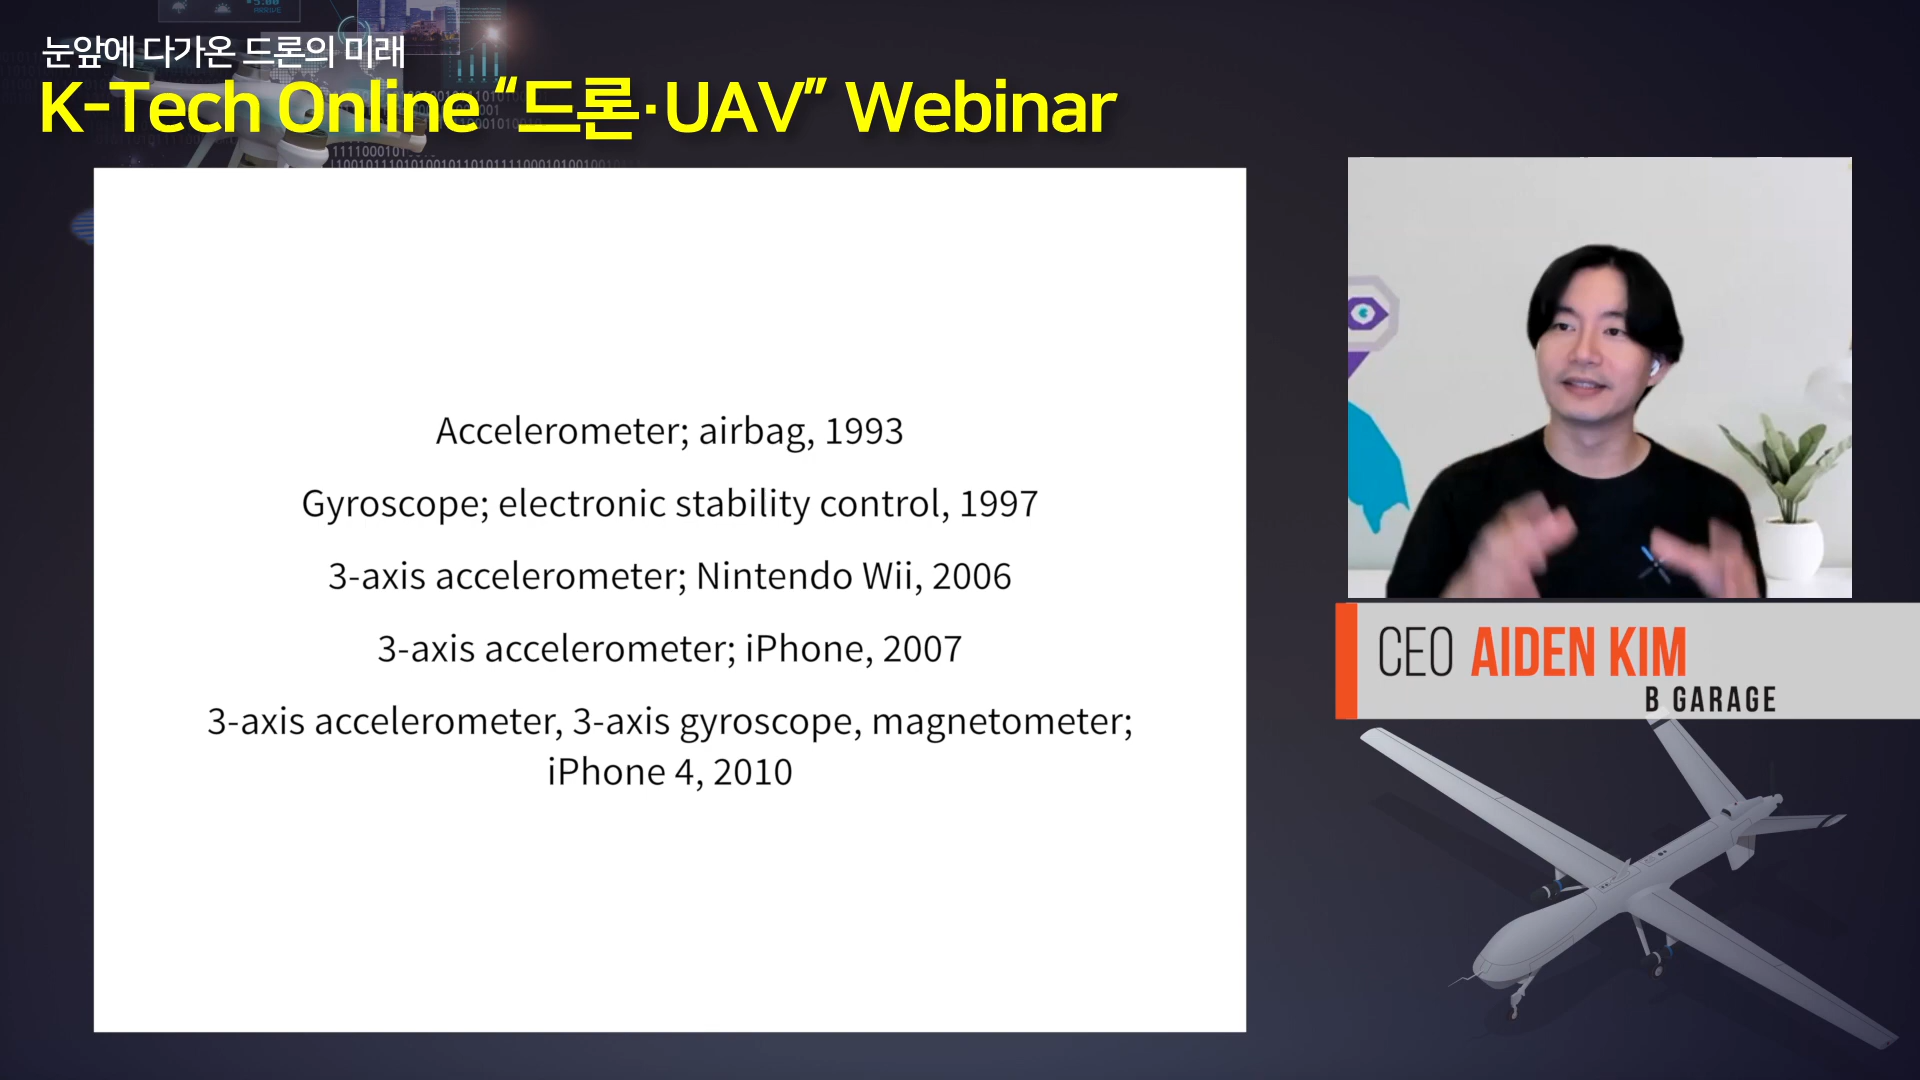 눈앞에 다가온 드론의 미래
K-Tech Online “드론·UAV” Webinar
Accelerometer; airbag, 1993
Gyroscope; electronic stability control, 1997
3-axis accelerometer; Nintendo Wii, 2006
3-axis accelerometer; iPhone, 2007
3-axis accelerometer, 3-axis gyroscope, magnetometer;
iPhone 4, 2010
CEO AIDEN KIM
B GARAGE